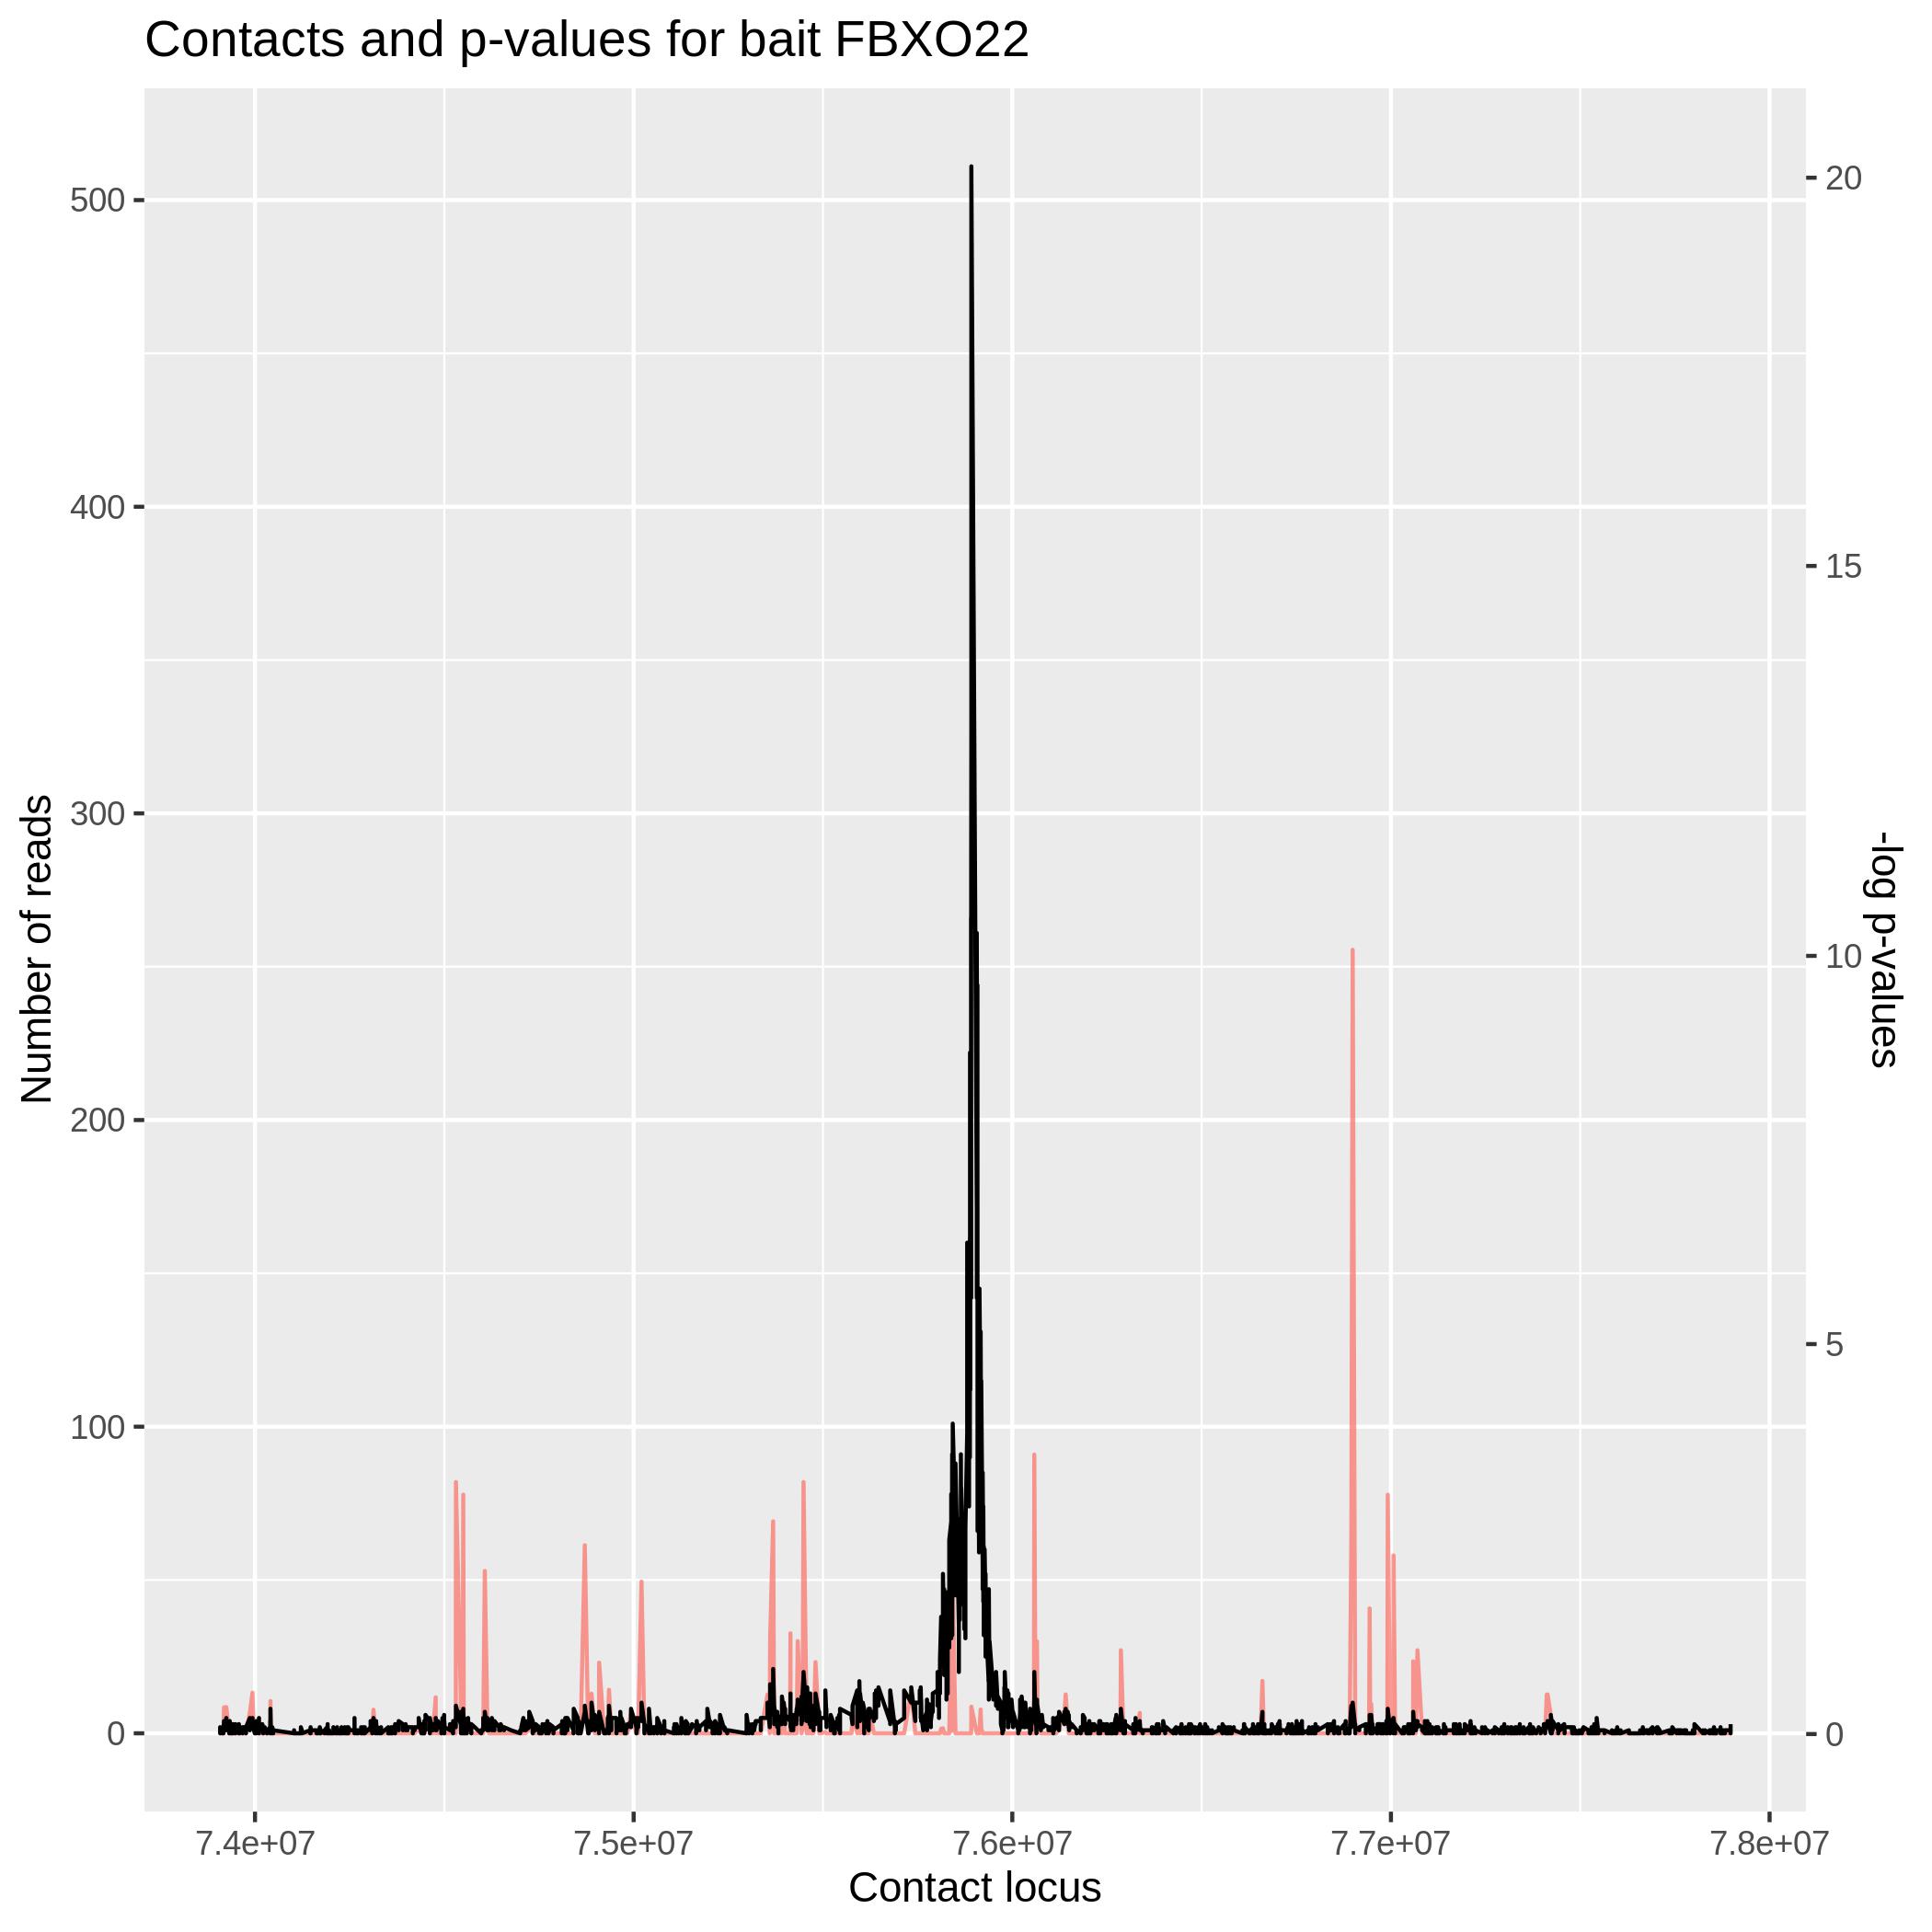 Contacts and p-values for bait FBXO22
Number of reads
500
400
300
200
100
0
20
15
10
5
0
-log p-values
7.4e+07
7.5e+07
7.6e+07
7.7e+07
7.8e+07
Contact locus